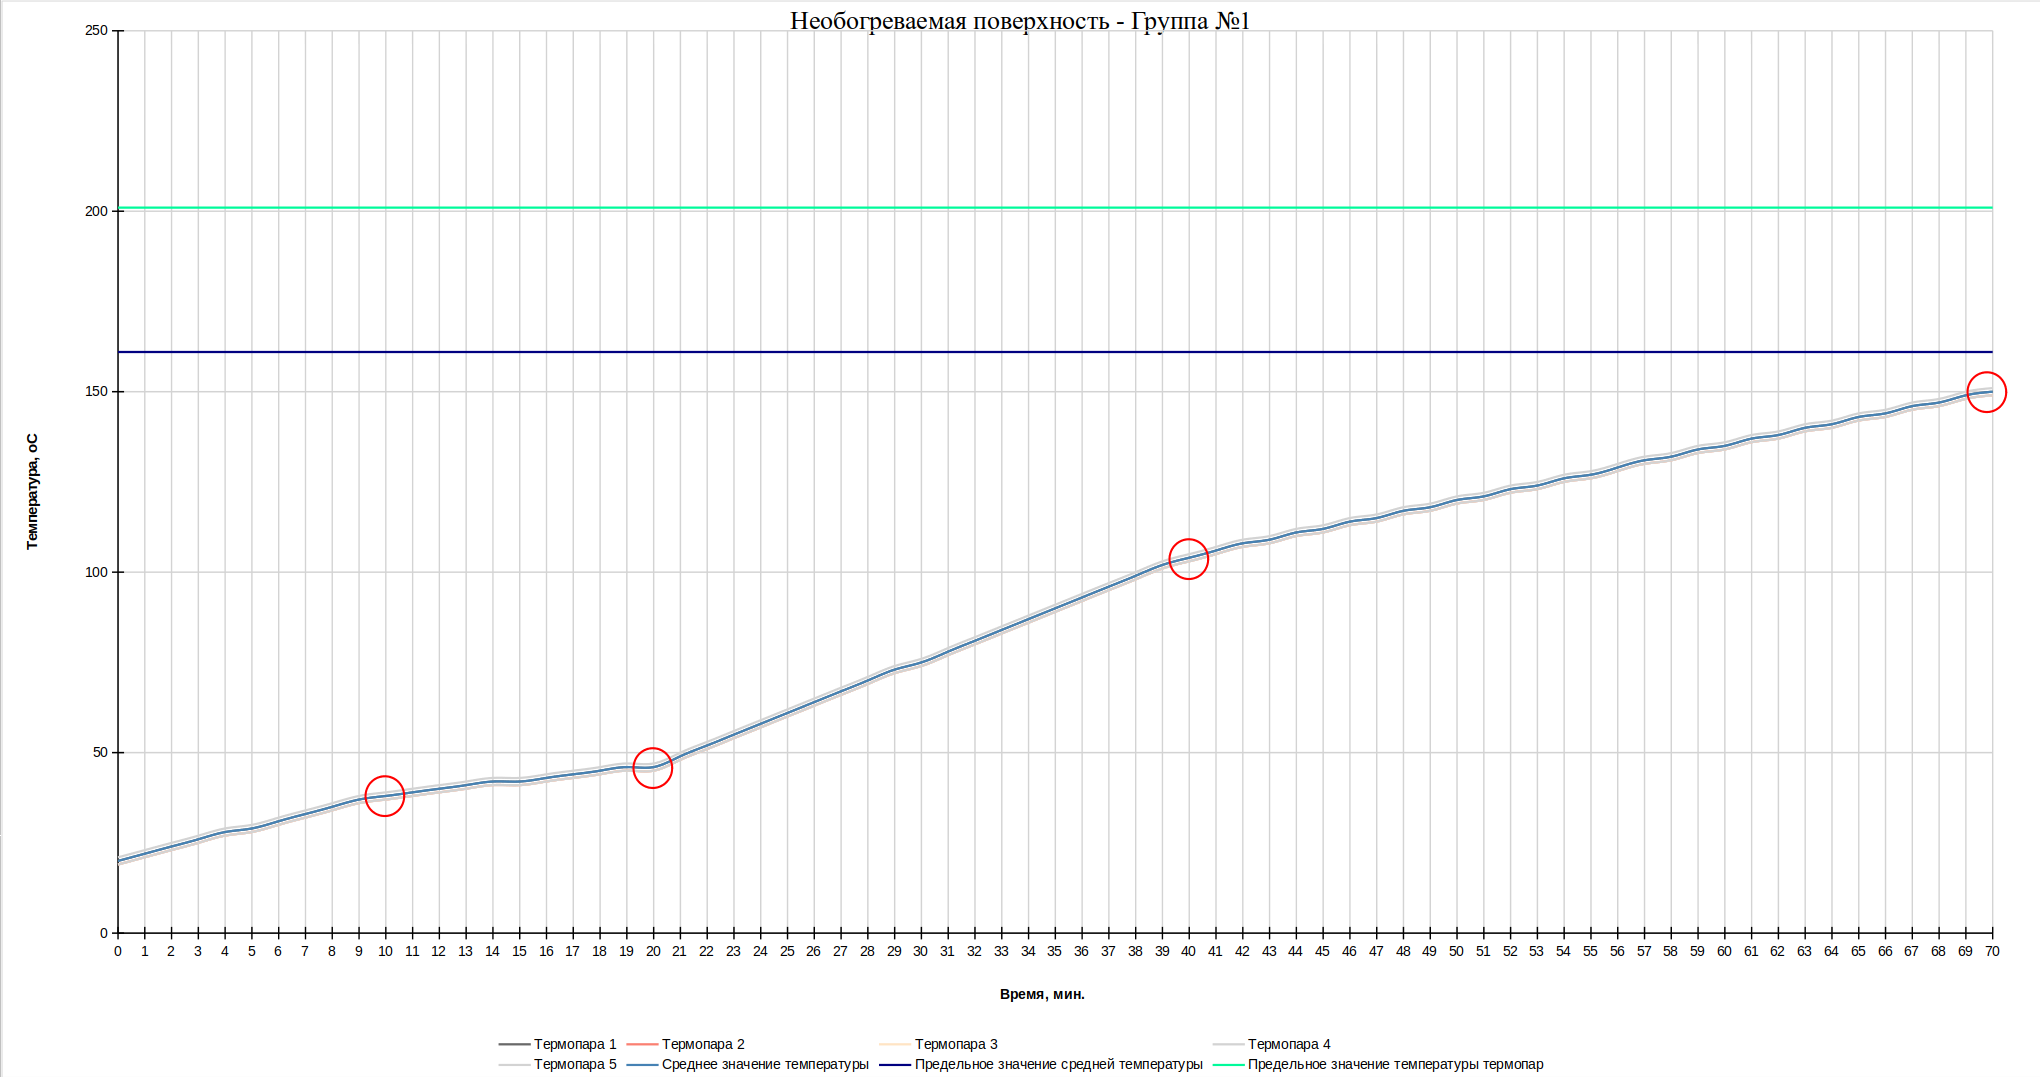 Необогреваемая поверхность - Группа №1
250
200
150
100
50
0
Температура, оС
0 1 2 3 4 5 6 7 8 9 10 11 12 13 14 15 16 17 18 19 20 21 22 23 24 25 26 27 28 29 30 31 32 33 34 35 36 37 38 39 40 41 42 43 44 45 46 47 48 49 50 51 52 53 54 55 56 57 58 59 60 61 62 63 64 65 66 67 68 69 70
Время, мин.
Термопара 1 Термопара 2 Термопара 3 Термопара 4
Термопара 5 Среднее значение температуры Предельное значение средней температуры Предельное значение температуры термопар